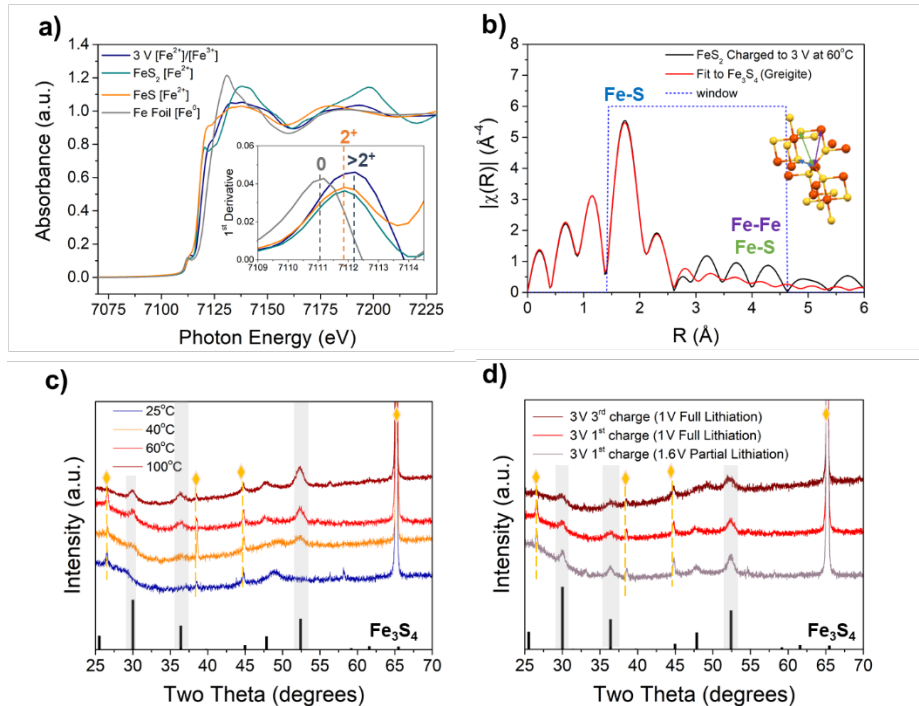 a)
3 V [Fe²⁺]/[Fe³⁺]
FeS₂ [Fe²⁺]
FeS [Fe²⁺]
Fe Foil [Fe⁰]
Absorbance (a.u.)
1.4
1.2
1.0
0.8
0.6
0.4
0.2
0.0
1st Derivative
0.08
0.04
0.00
0
2⁺
>2⁺
7109 7110 7111 7112 7113 7114
7075 7100 7125 7150 7175 7200 7225
Photon Energy (eV)
b)
FeS₂ Charged to 3 V at 60°C
Fit to Fe₃S₄ (Greigite)
window
Fe-S
Fe-Fe
Fe-S
|χ(R)| (Å⁻⁴)
8
7
6
5
4
3
2
1
0
0 1 2 3 4 5 6
R (Å)
c)
25°C
40°C
60°C
100°C
Intensity (a.u.)
Fe₃S₄
25 30 35 40 45 50 55 60 65 70
Two Theta (degrees)
d)
3V 3rd charge (1V Full Lithiation)
3V 1st charge (1V Full Lithiation)
3V 1st charge (1.6V Partial Lithiation)
Intensity (a.u.)
Fe₃S₄
25 30 35 40 45 50 55 60 65 70
Two Theta (degrees)